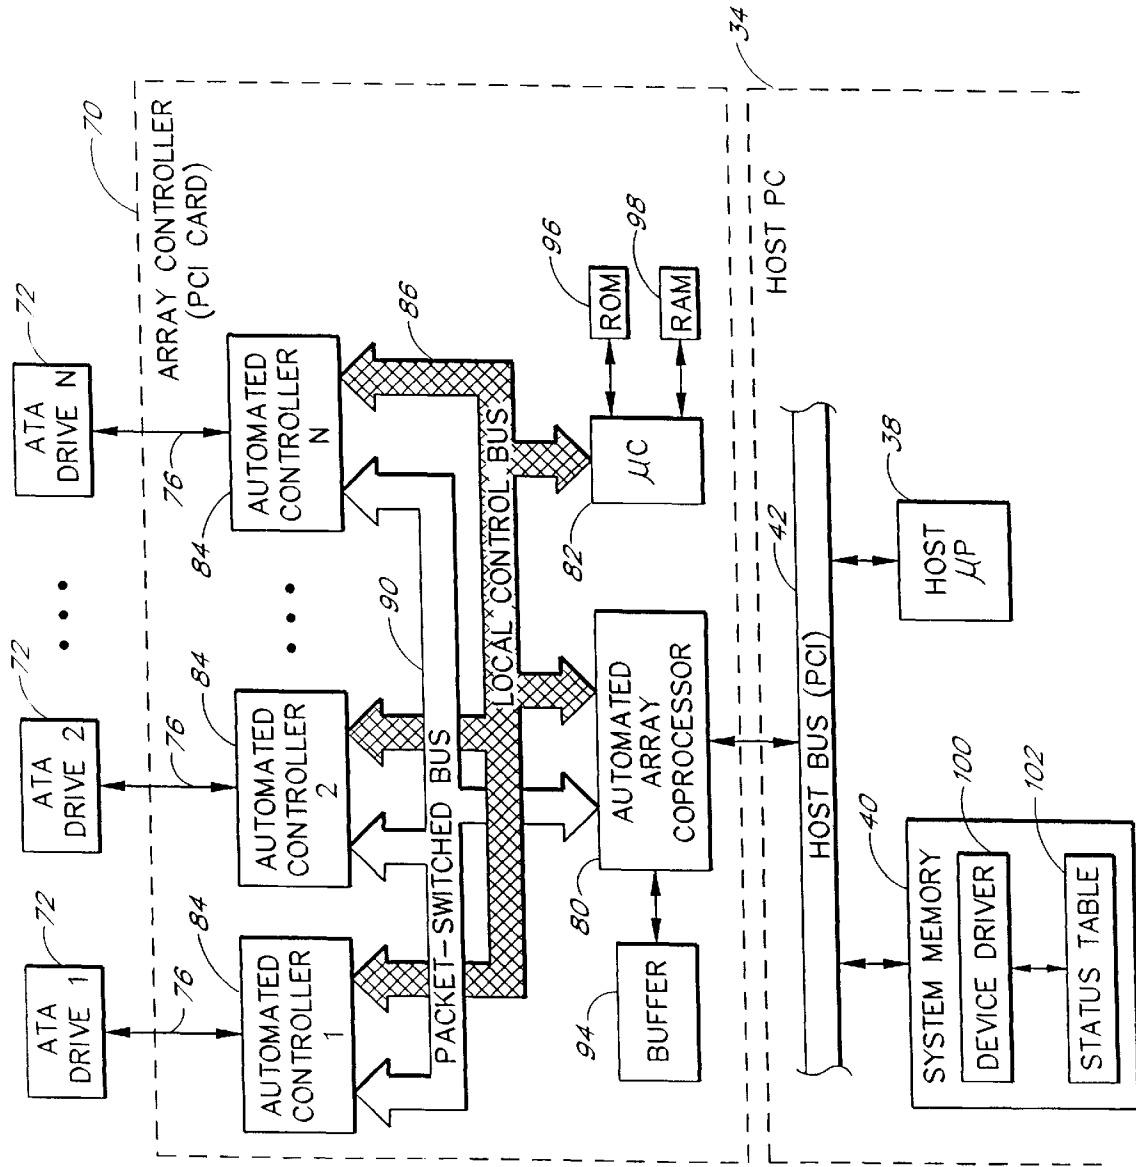 72
ATA
DRIVE 1
72
ATA
DRIVE 2
72
ATA
DRIVE N
70
76
76
76
ARRAY CONTROLLER
(PCI CARD)
84
AUTOMATED
CONTROLLER
1
84
AUTOMATED
CONTROLLER
2
84
AUTOMATED
CONTROLLER
N
90
86
PACKET-SWITCHED BUS
LOCAL CONTROL BUS
94
BUFFER
80
AUTOMATED
ARRAY
COPROCESSOR
82
μC
96
ROM
98
RAM
34
HOST PC
42
HOST BUS (PCI)
40
SYSTEM MEMORY
100
DEVICE DRIVER
102
STATUS TABLE
38
HOST
μP